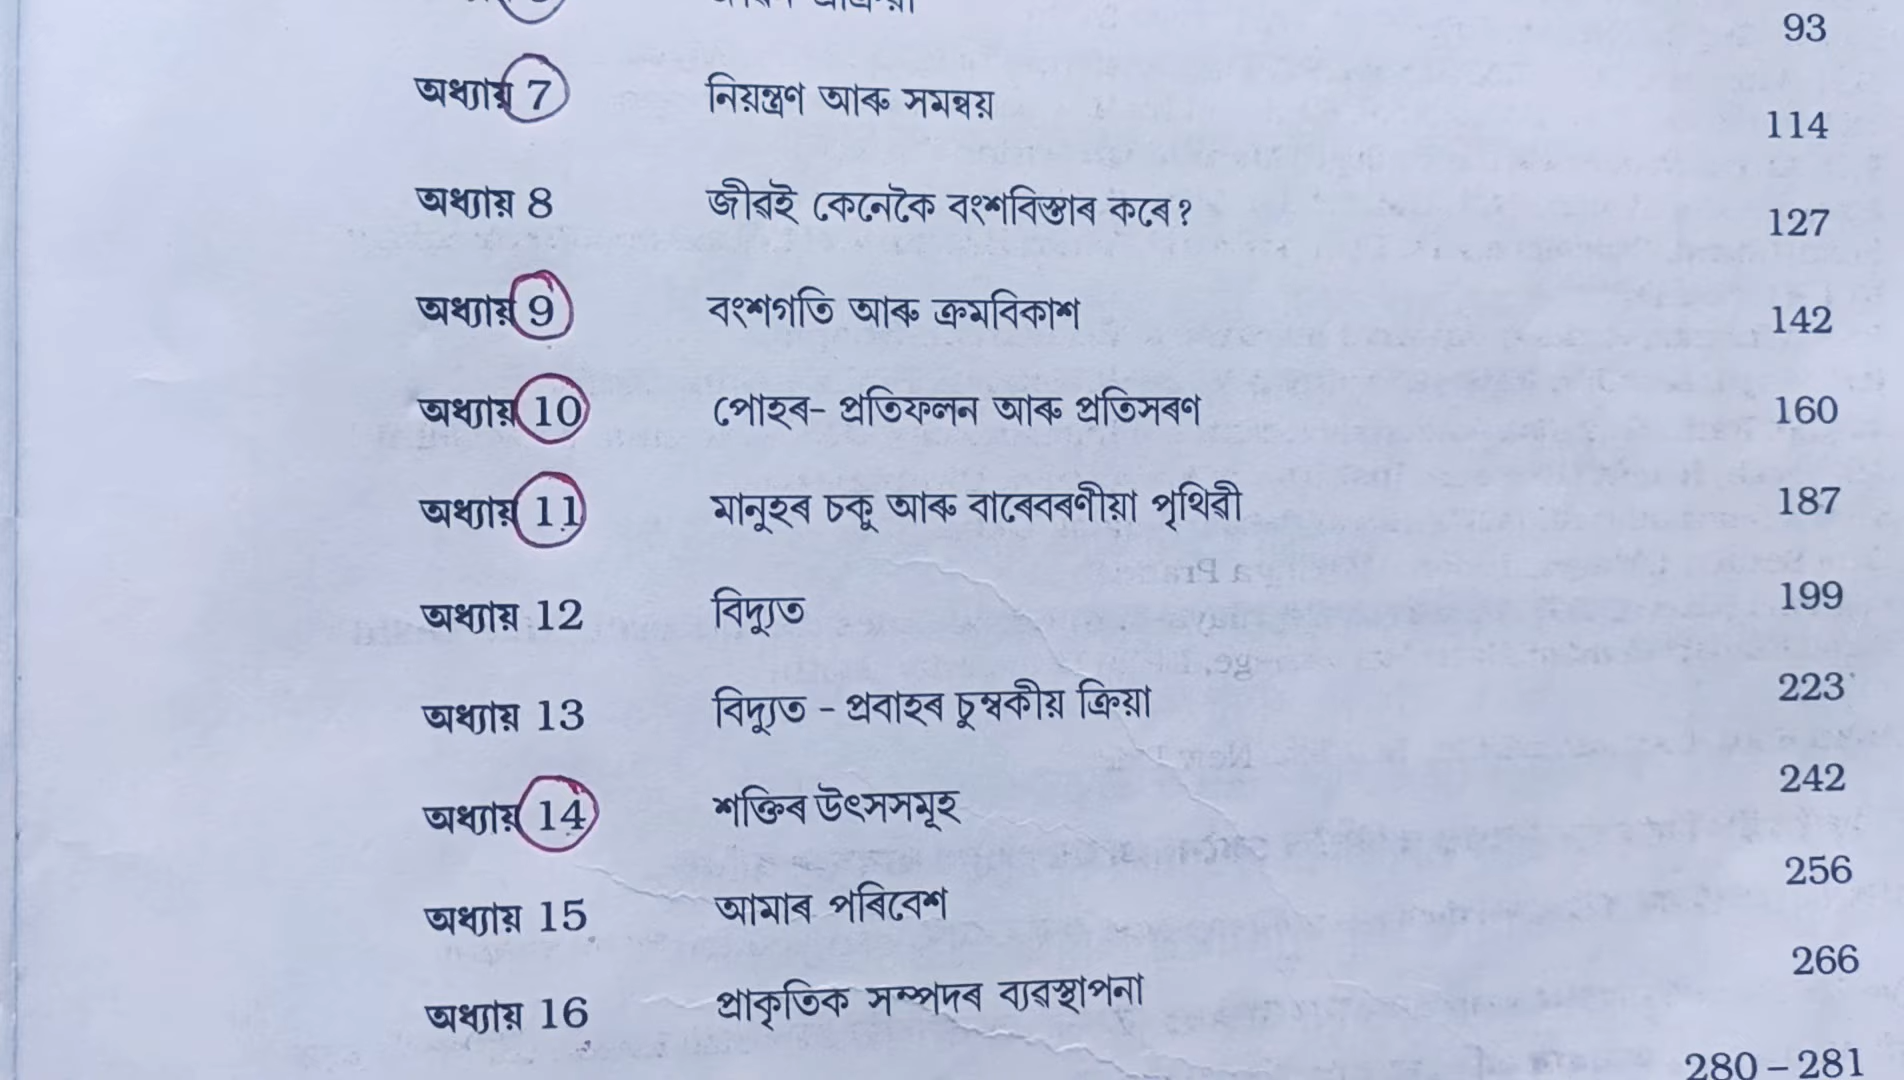 93
অধ্যায় 7 নিয়ন্ত্ৰণ আৰু সমন্বয় 114
অধ্যায় 8 জীৱই কেনেকৈ বংশবিস্তাৰ কৰে? 127
অধ্যায় 9 বংশগতি আৰু ক্ৰমবিকাশ 142
অধ্যায় 10 পোহৰ- প্ৰতিফলন আৰু প্ৰতিসৰণ 160
অধ্যায় 11 মানুহৰ চকু আৰু বাৰেবৰণীয়া পৃথিৱী 187
অধ্যায় 12 বিদ্যুত 199
অধ্যায় 13 বিদ্যুত - প্ৰবাহৰ চুম্বকীয় ক্ৰিয়া 223
অধ্যায় 14 শক্তিৰ উৎসসমূহ 242
অধ্যায় 15 আমাৰ পৰিবেশ 256
অধ্যায় 16 প্ৰাকৃতিক সম্পদৰ ব্যৱস্থাপনা 266
280 – 281